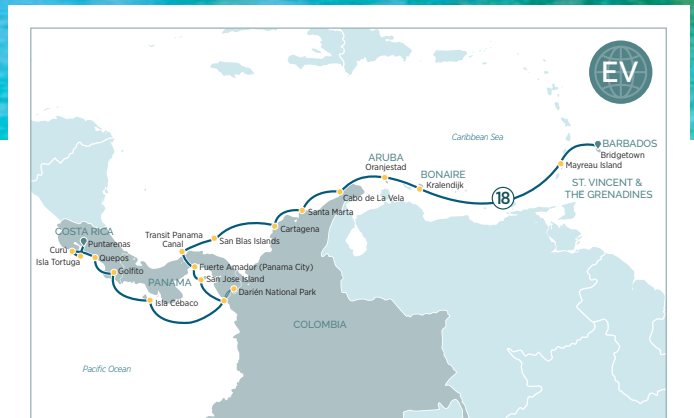 EV
Caribbean Sea
BARBADOS
Bridgetown
Mayreau Island
ST. VINCENT &
THE GRENADINES
ARUBA
Oranjestad
BONAIRE
Kralendijk
18
Cabo de La Vela
Santa Marta
Cartagena
San Blas Islands
Transit Panama
Canal
COSTA RICA
Puntarenas
Curú
Isla Tortuga
Quepos
Golfito
PANAMA
Isla Cébaco
Fuerte Amador (Panama City)
San Jose Island
Darién National Park
COLOMBIA
Pacific Ocean